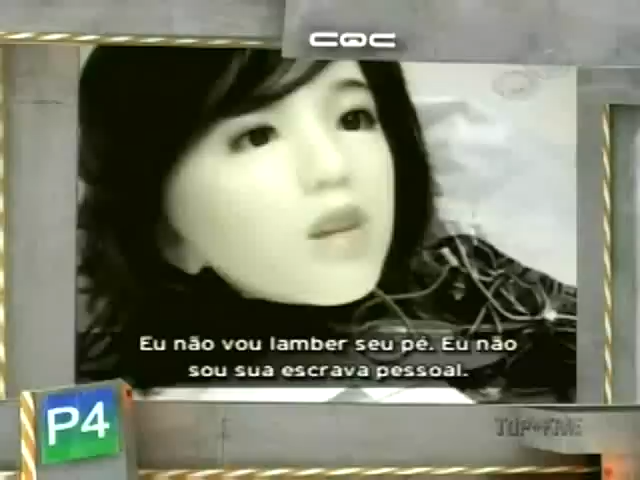 CQC
Eu não vou lamber seu pé. Eu não
sou sua escrava pessoal.
P4
TOP FIVE